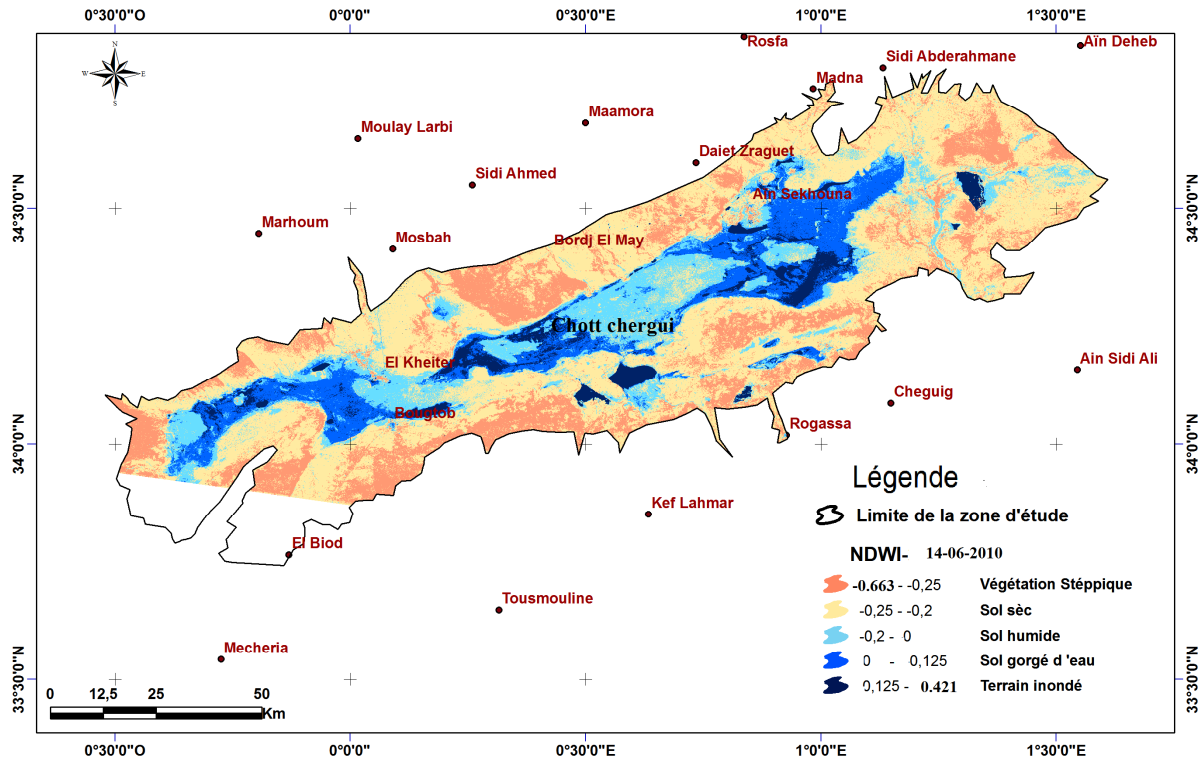 0°30'0"O 0°0'0" 0°30'0"E 1°0'0"E 1°30'0"E
N
W E
S
Rosfa
Aïn Deheb
Sidi Abderahmane
Madna
Maamora
Moulay Larbi
Daiet Zraguet
Sidi Ahmed
Aïn Sekhouna
34°30'0"N 34°30'0"N
Marhoum
Mosbah
Bordj El May
Chott chergui
El Kheiter
Ain Sidi Ali
Cheguig
Bougtob
Rogassa
34°0'0"N 34°0'0"N
Kef Lahmar
El Biod
Tousmouline
Mecheria
33°30'0"N 33°30'0"N
Légende
Limite de la zone d'étude
NDWI- 14-06-2010
-0.663 - -0,25 Végétation Stéppique
-0,25 - -0,2 Sol sèc
-0,2 - 0 Sol humide
0 - 0,125 Sol gorgé d 'eau
0,125 - 0.421 Terrain inondé
0 12,5 25 50
Km
0°30'0"O 0°0'0" 0°30'0"E 1°0'0"E 1°30'0"E